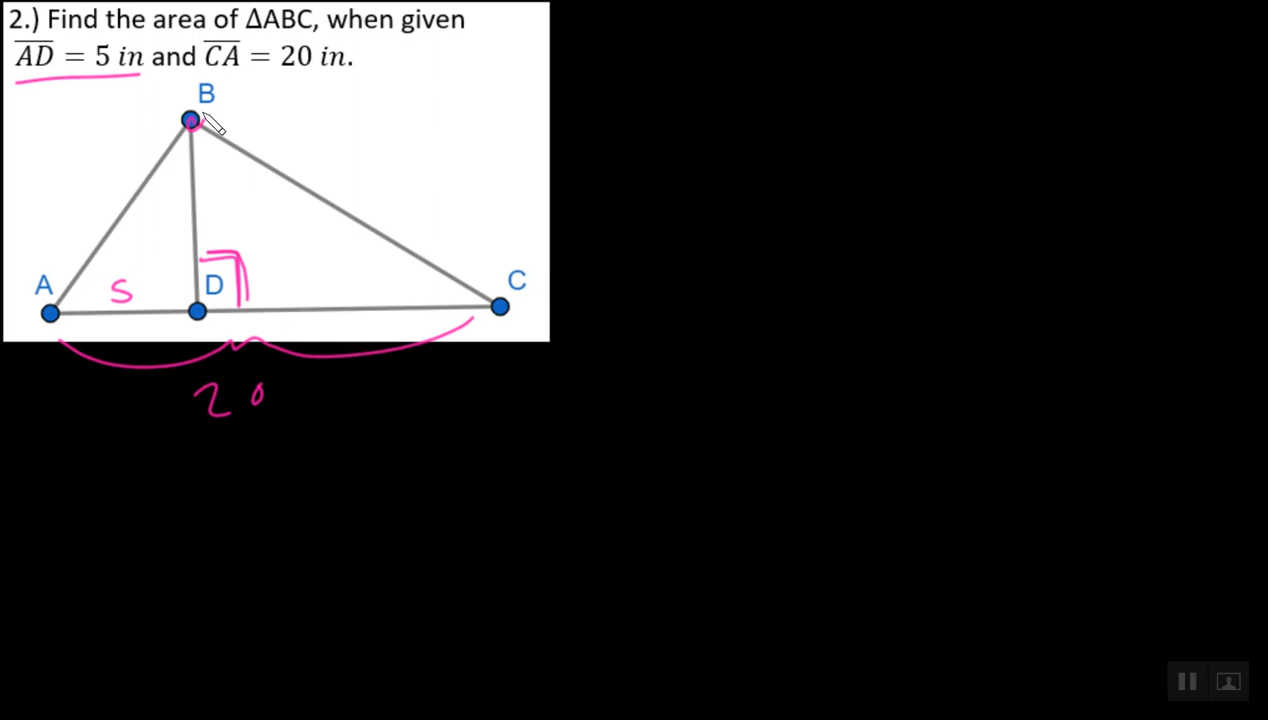 2.) Find the area of ΔABC, when given
AD = 5 in and CA = 20 in.
B
A 5 D C
20